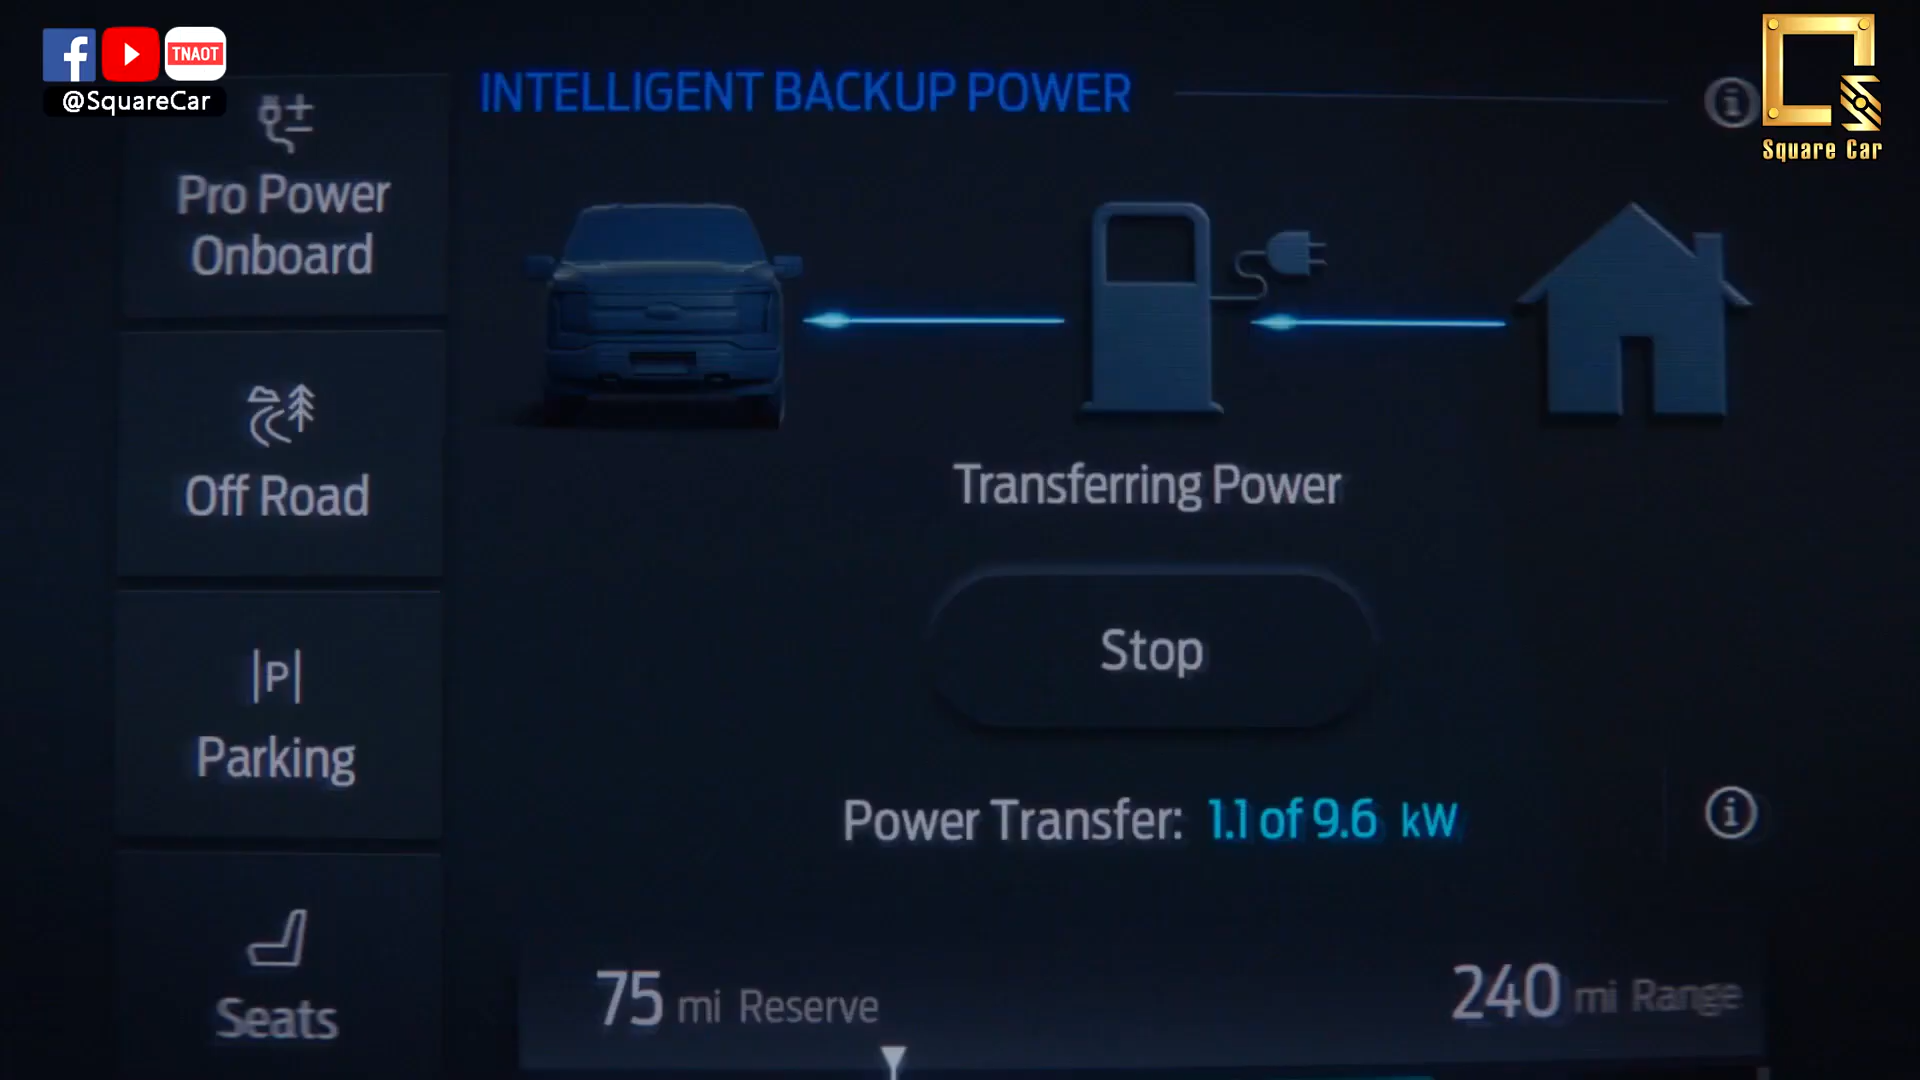 TNAOT
@SquareCar
Square Car
INTELLIGENT BACKUP POWER
Pro Power
Onboard
Off Road
P
Parking
Seats
Transferring Power
Stop
Power Transfer: 1.1 of 9.6 kW
75 mi Reserve
240 mi Range